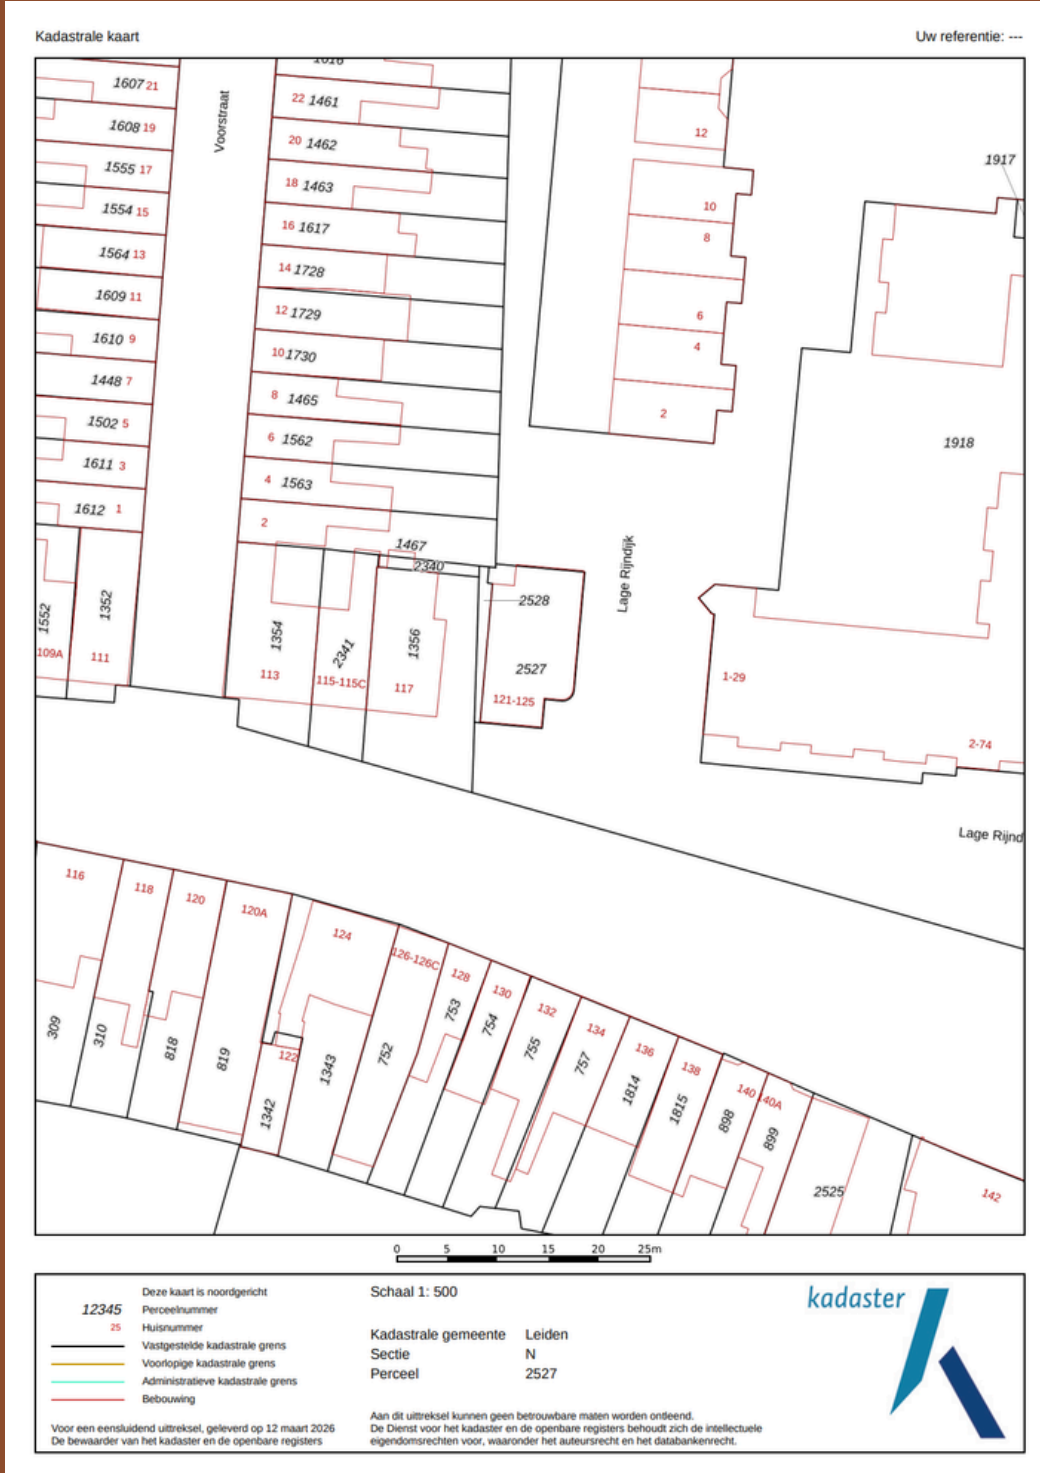 Kadastrale kaart
Uw referentie: ---
1607 21
1608 19
1555 17
1554 15
1564 13
1609 11
1610 9
1448 7
1502 5
1611 3
1612 1
Voorstraat
1616
22 1461
20 1462
18 1463
16 1617
14 1728
12 1729
10 1730
8 1465
6 1562
4 1563
2
1467
2340
12
10
8
6
4
2
1917
1918
Lage Rijndijk
1552
109A
1352
111
1354
113
2341
115-115C
1356
117
2528
2527
121-125
1-29
2-74
Lage Rijnd
116
118
120
120A
124
126-126C
128
130
132
134
136
138
140
140A
142
309
310
818
819
122
1342
1343
752
753
754
755
757
1814
1815
898
899
2525
0 5 10 15 20 25m
Deze kaart is noordgericht
12345 Perceelnummer
25 Huisnummer
Vastgestelde kadastrale grens
Voorlopige kadastrale grens
Administratieve kadastrale grens
Bebouwing
Voor een eensluidend uittreksel, geleverd op 12 maart 2026
De bewaarder van het kadaster en de openbare registers
Schaal 1: 500
Kadastrale gemeente Leiden
Sectie N
Perceel 2527
Aan dit uittreksel kunnen geen betrouwbare maten worden ontleend.
De Dienst voor het kadaster en de openbare registers behoudt zich de intellectuele
eigendomsrechten voor, waaronder het auteursrecht en het databankenrecht.
kadaster